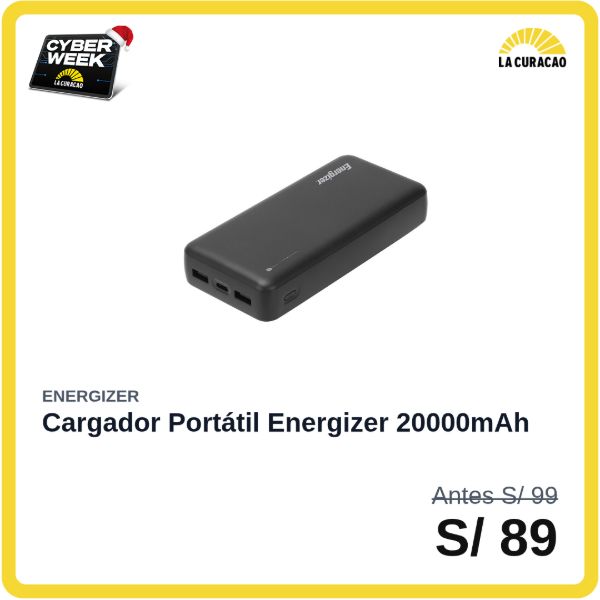 CYBER
WEEK
LA CURACAO
LA CURACAO
Energizer
ENERGIZER
Cargador Portátil Energizer 20000mAh
Antes S/ 99
S/ 89